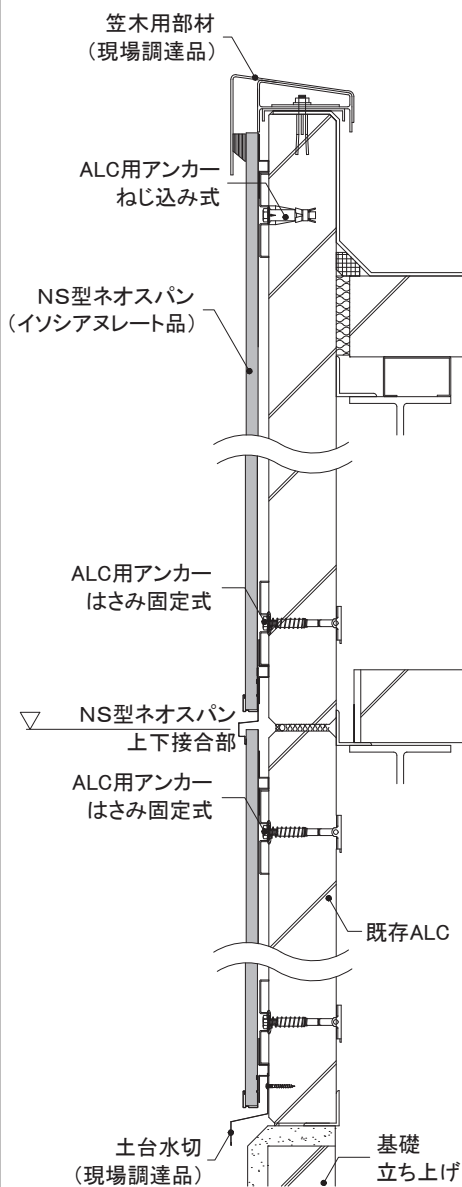 笠木用部材
(現場調達品)
ALC用アンカー
ねじ込み式
NS型ネオスパン
(イソシアヌレート品)
ALC用アンカー
はさみ固定式
NS型ネオスパン
上下接合部
ALC用アンカー
はさみ固定式
既存ALC
土台水切
(現場調達品)
基礎
立ち上げ